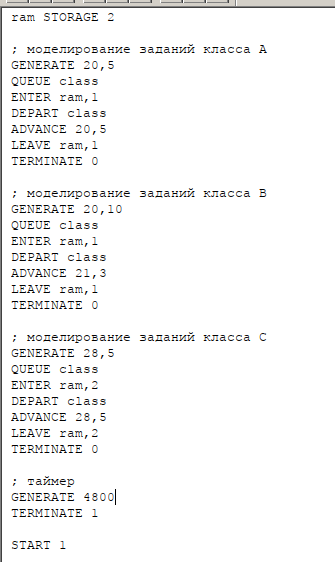 ram STORAGE 2
; моделирование заданий класса A
GENERATE 20,5
QUEUE class
ENTER ram,1
DEPART class
ADVANCE 20,5
LEAVE ram,1
TERMINATE 0
; моделирование заданий класса B
GENERATE 20,10
QUEUE class
ENTER ram,1
DEPART class
ADVANCE 21,3
LEAVE ram,1
TERMINATE 0
; моделирование заданий класса C
GENERATE 28,5
QUEUE class
ENTER ram,2
DEPART class
ADVANCE 28,5
LEAVE ram,2
TERMINATE 0
; таймер
GENERATE 4800
TERMINATE 1
START 1